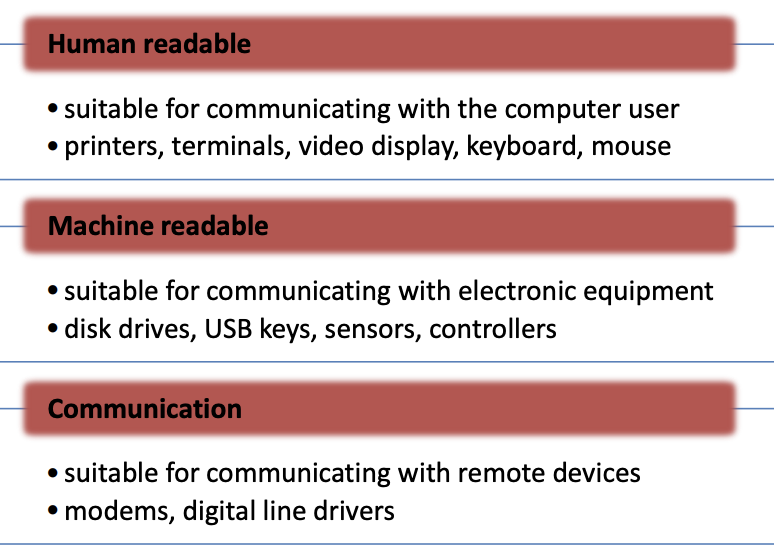 Human readable
• suitable for communicating with the computer user
• printers, terminals, video display, keyboard, mouse
Machine readable
• suitable for communicating with electronic equipment
• disk drives, USB keys, sensors, controllers
Communication
• suitable for communicating with remote devices
• modems, digital line drivers